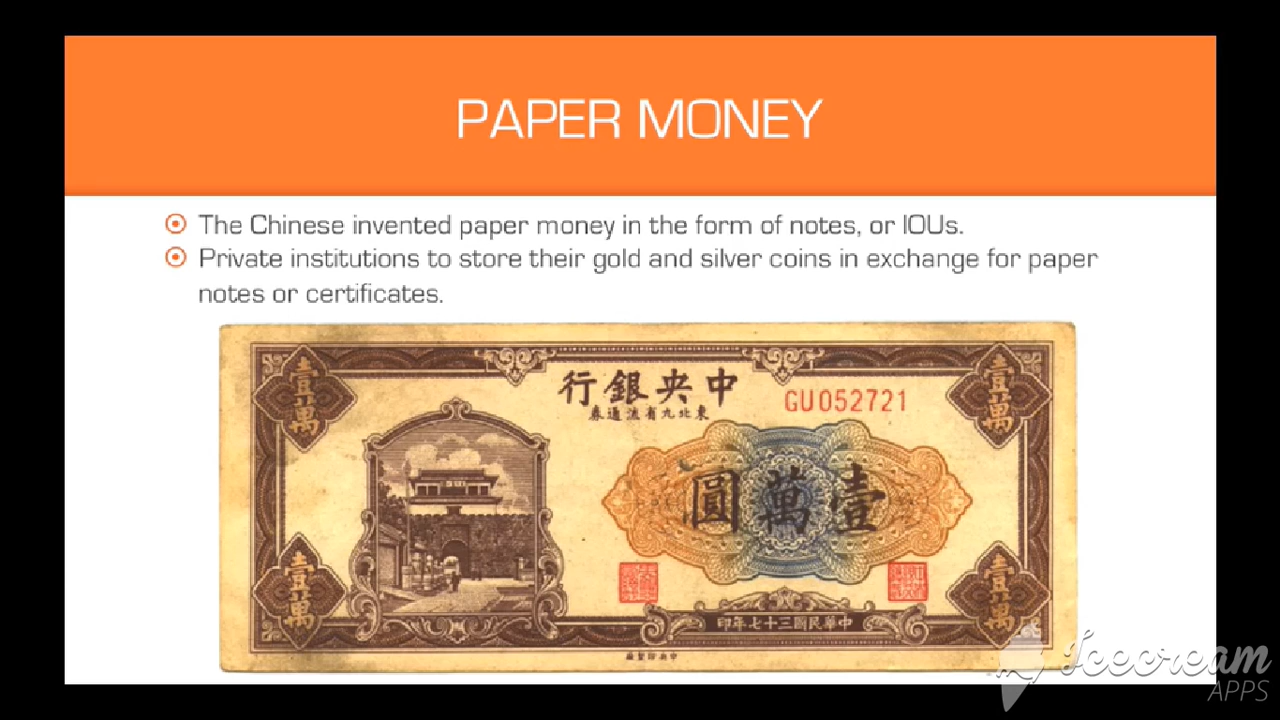 PAPER MONEY
The Chinese invented paper money in the form of notes, or IOUs.
Private institutions to store their gold and silver coins in exchange for paper
notes or certificates.
行銀央中
券通流省九北東
GU052721
壹萬
壹萬
圓萬壹
壹萬
壹萬
印年七十三國民華中
Icecream
APPS